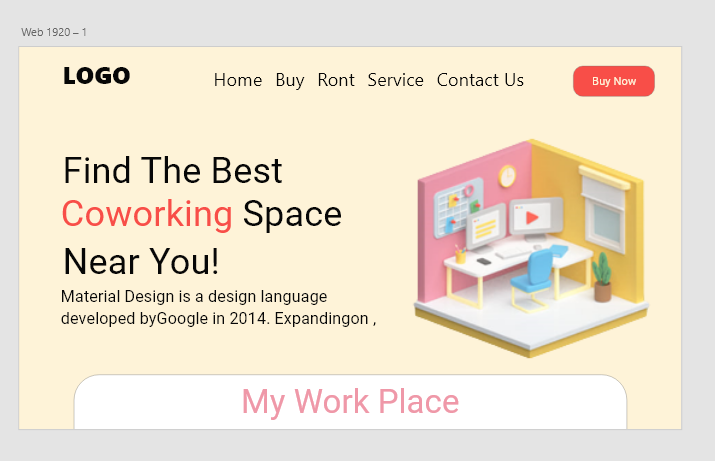 Web 1920 – 1
LOGO
Home Buy Ront Service Contact Us
Buy Now
Find The Best
Coworking Space
Near You!
Material Design is a design language
developed byGoogle in 2014. Expandingon ,
My Work Place